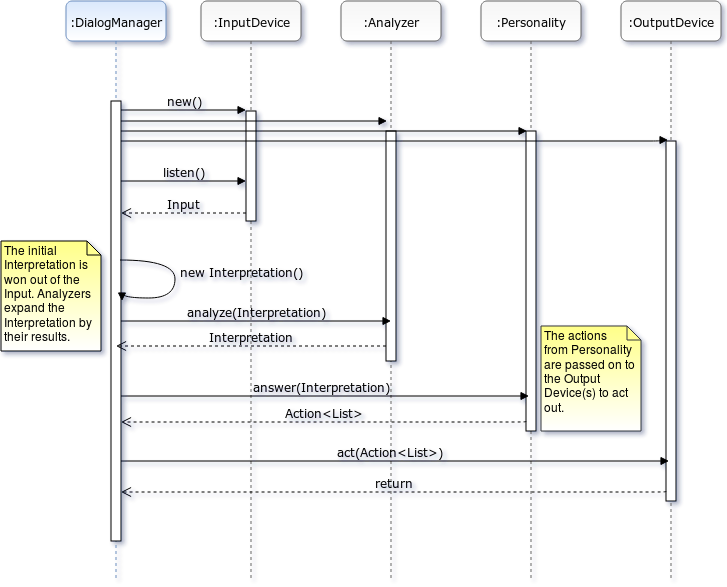 :DialogManager
:InputDevice
:Analyzer
:Personality
:OutputDevice
new()
listen()
Input
The initial
Interpretation is
won out of the
Input. Analyzers
expand the
Interpretation by
their results.
new Interpretation()
analyze(Interpretation)
Interpretation
The actions
from Personality
are passed on to
the Output
Device(s) to act
out.
answer(Interpretation)
Action<List>
act(Action<List>)
return